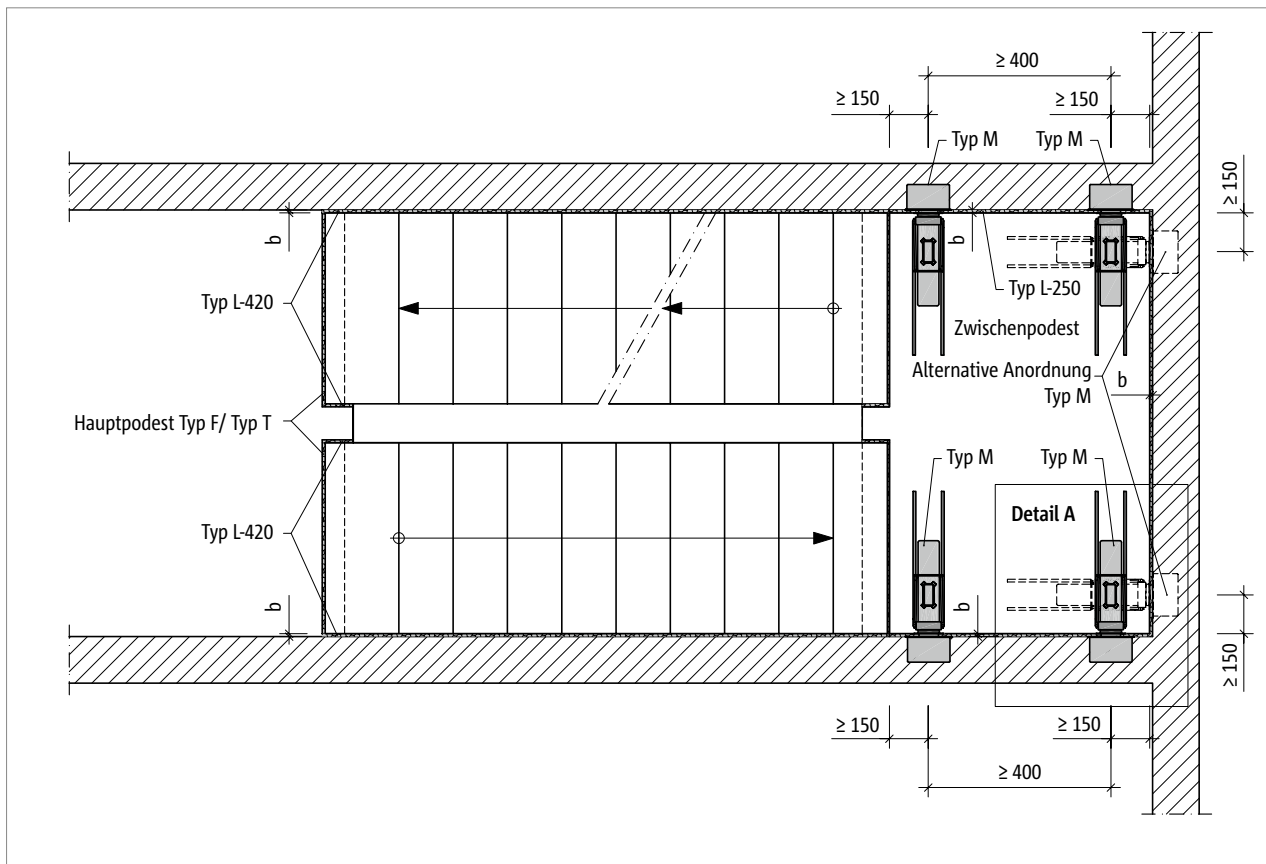 ≥ 400
≥ 150
≥ 150
Typ M
Typ M
≥ 150
b
b
Typ L-420
Typ L-250
Zwischenpodest
Alternative Anordnung
Typ M
b
Hauptpodest Typ F/ Typ T
Typ M
Typ M
Detail A
Typ L-420
b
b
≥ 150
≥ 150
≥ 150
≥ 400